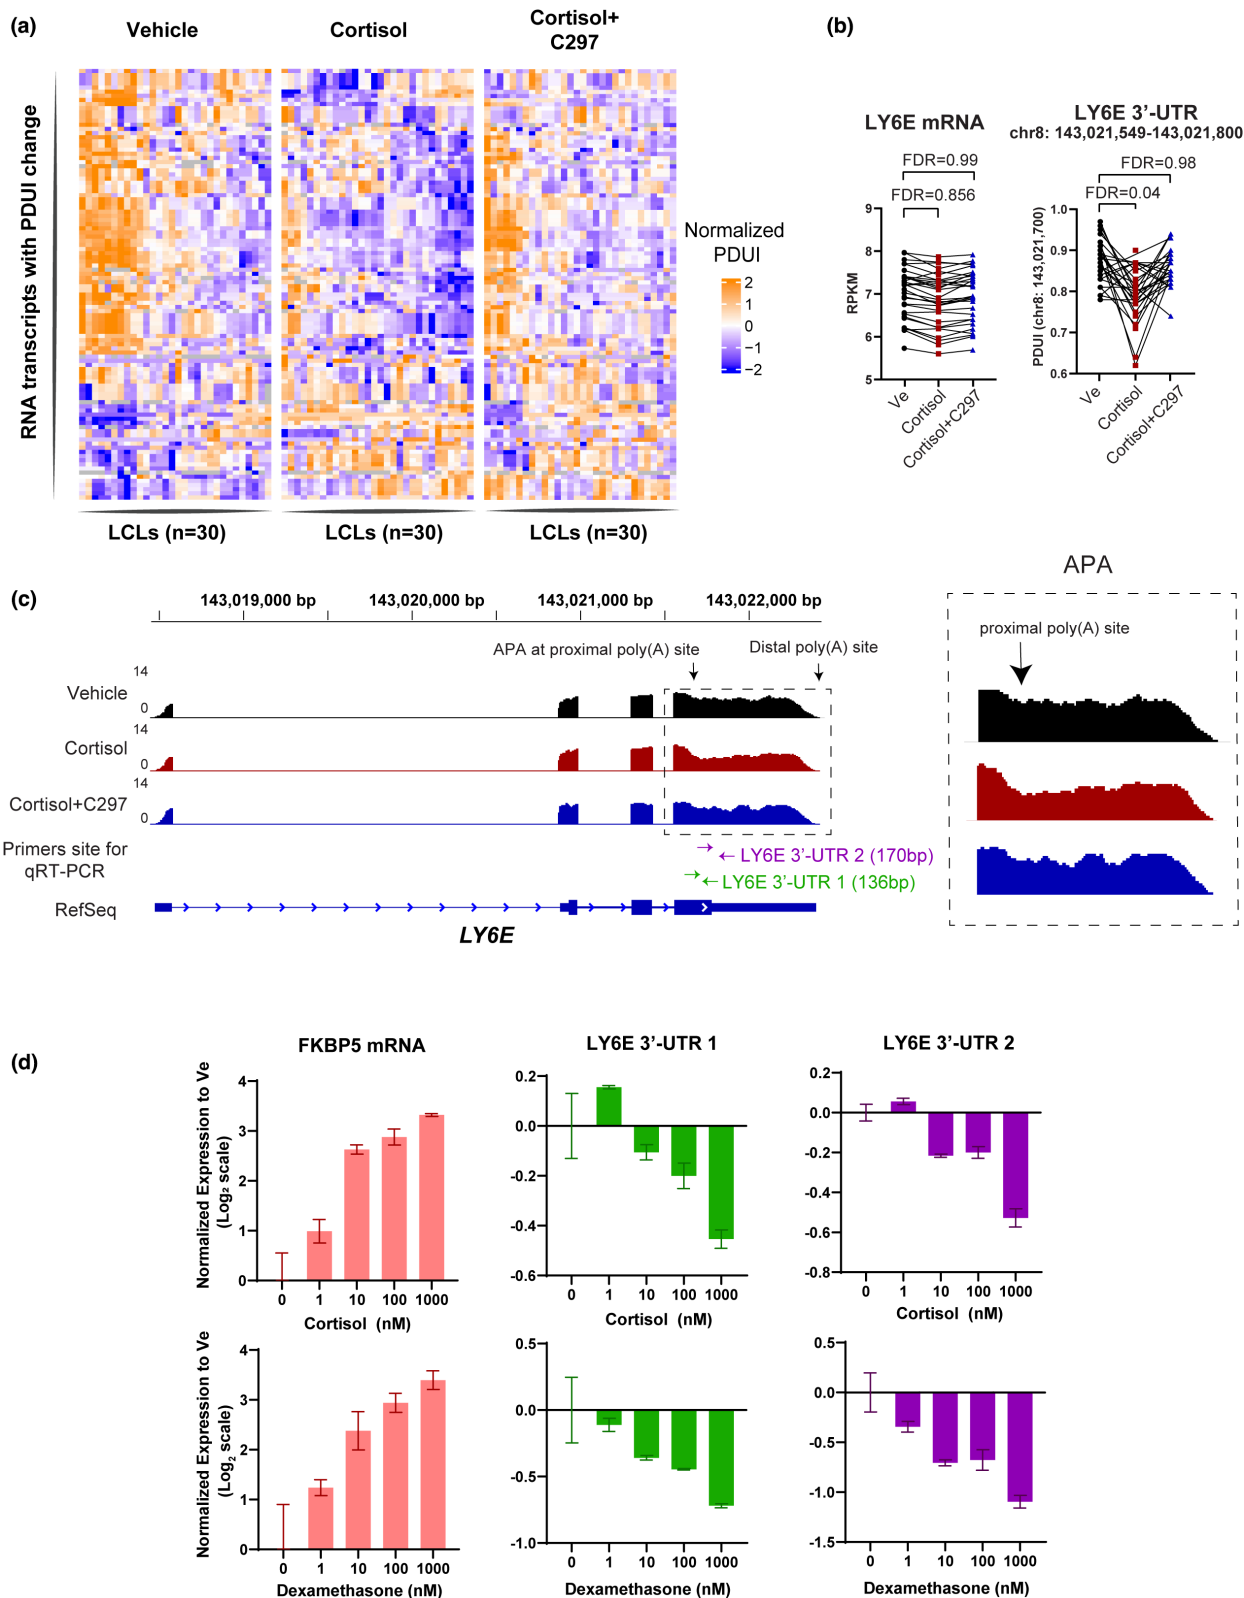 (a)
Vehicle
Cortisol
Cortisol+
C297
RNA transcripts with PDUI change
LCLs (n=30)
LCLs (n=30)
LCLs (n=30)
Normalized
PDUI
2
1
0
−1
−2
(b)
LY6E mRNA
FDR=0.99
FDR=0.856
RPKM
9
8
7
6
5
Ve
Cortisol
Cortisol+C297
LY6E 3’-UTR
chr8: 143,021,549-143,021,800
FDR=0.98
FDR=0.04
PDUI (chr8: 143,021,700)
1.0
0.9
0.8
0.7
0.6
Ve
Cortisol
Cortisol+C297
(c)
143,019,000 bp
143,020,000 bp
143,021,000 bp
143,022,000 bp
APA at proximal poly(A) site
Distal poly(A) site
Vehicle
14
0
Cortisol
14
0
Cortisol+C297
14
0
Primers site for
qRT-PCR
LY6E 3’-UTR 2 (170bp)
LY6E 3’-UTR 1 (136bp)
RefSeq
LY6E
APA
proximal poly(A) site
(d)
FKBP5 mRNA
Normalized Expression to Ve
(Log₂ scale)
4
3
2
1
0
0 1 10 100 1000
Cortisol (nM)
LY6E 3’-UTR 1
0.2
0.0
-0.2
-0.4
-0.6
0 1 10 100 1000
Cortisol (nM)
LY6E 3’-UTR 2
0.2
0.0
-0.2
-0.4
-0.6
-0.8
0 1 10 100 1000
Cortisol (nM)
Normalized Expression to Ve
(Log₂ scale)
4
3
2
1
0
0 1 10 100 1000
Dexamethasone (nM)
0.5
0.0
-0.5
-1.0
0 1 10 100 1000
Dexamethasone (nM)
0.5
0.0
-0.5
-1.0
-1.5
0 1 10 100 1000
Dexamethasone (nM)